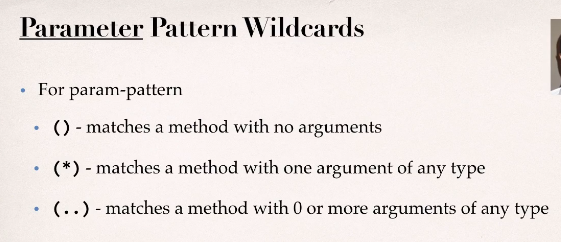 Parameter Pattern Wildcards
• For param-pattern
• () - matches a method with no arguments
• (*) - matches a method with one argument of any type
• (..) - matches a method with 0 or more arguments of any type